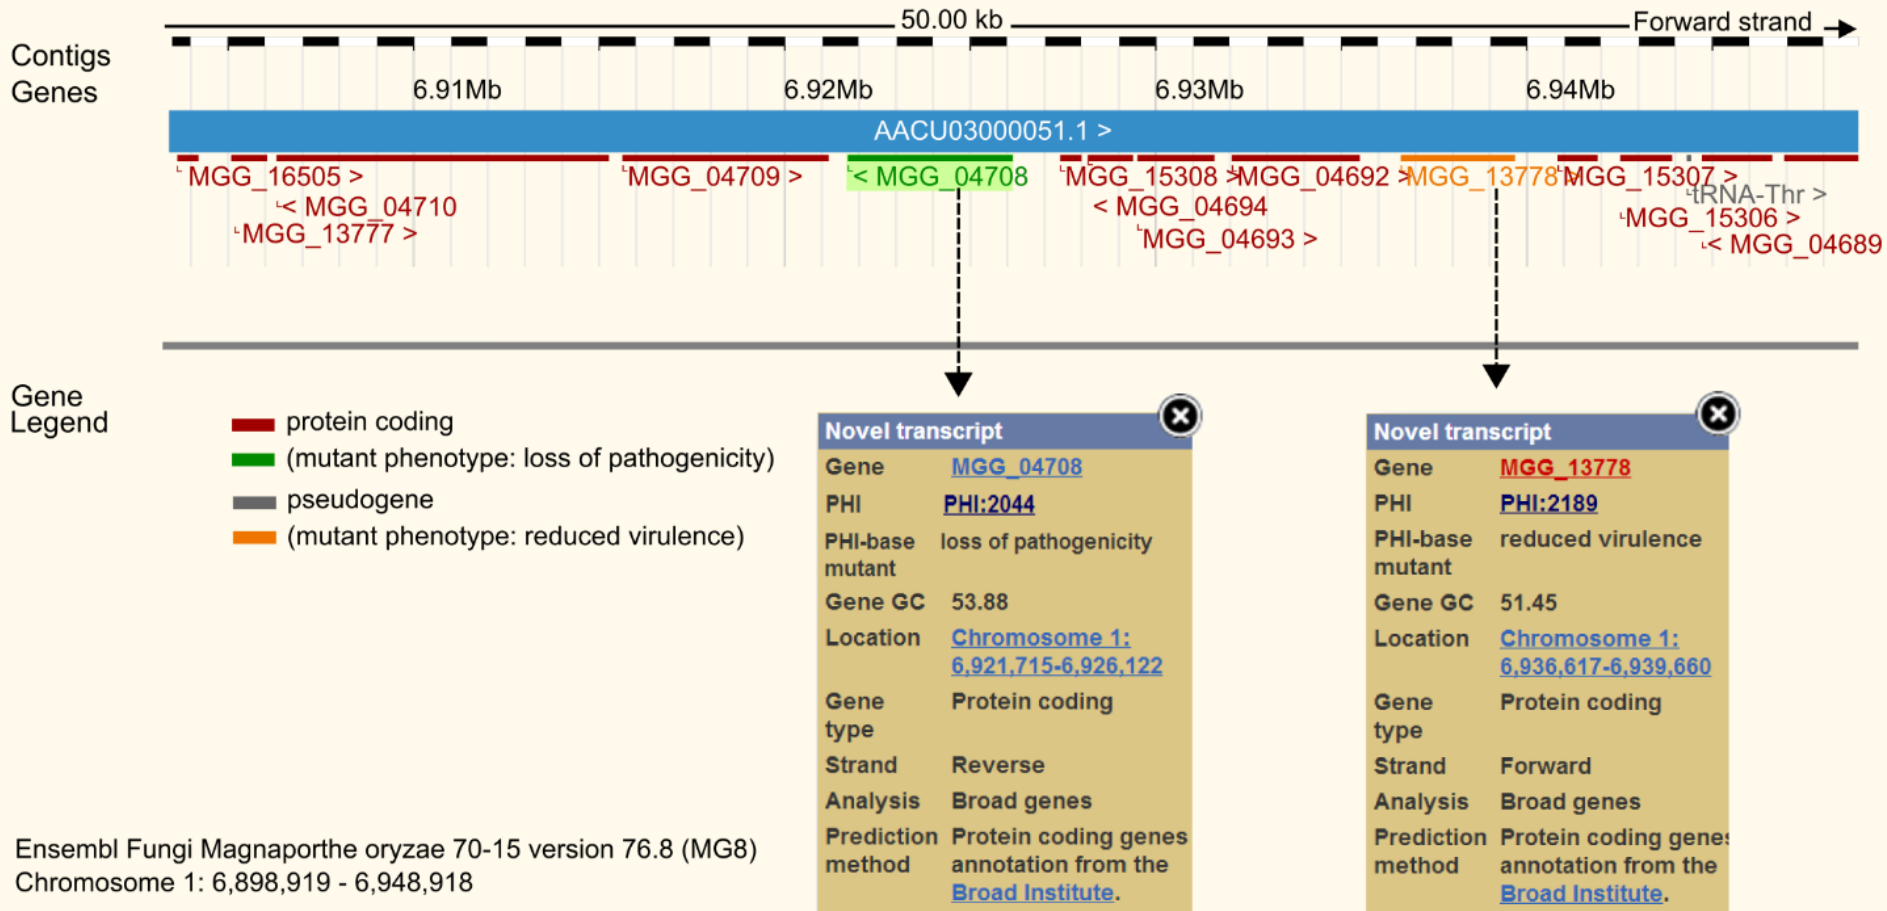 50.00 kb
Forward strand
Contigs
Genes
6.91Mb 6.92Mb 6.93Mb 6.94Mb
AACU03000051.1 >
MGG_16505 > MGG_04709 > < MGG_04708 MGG_15308 > MGG_04692 > MGG_13778 MGG_15307 >
tRNA-Thr >
< MGG_04710 < MGG_04694 MGG_15306 >
MGG_13777 > MGG_04693 > < MGG_04689
Gene
Legend
protein coding
(mutant phenotype: loss of pathogenicity)
pseudogene
(mutant phenotype: reduced virulence)
Novel transcript
Gene MGG_04708
PHI PHI:2044
PHI-base loss of pathogenicity
mutant
Gene GC 53.88
Location Chromosome 1:
6,921,715-6,926,122
Gene Protein coding
type
Strand Reverse
Analysis Broad genes
Prediction Protein coding genes
method annotation from the
Broad Institute.
Novel transcript
Gene MGG_13778
PHI PHI:2189
PHI-base reduced virulence
mutant
Gene GC 51.45
Location Chromosome 1:
6,936,617-6,939,660
Gene Protein coding
type
Strand Forward
Analysis Broad genes
Prediction Protein coding genes
method annotation from the
Broad Institute.
Ensembl Fungi Magnaporthe oryzae 70-15 version 76.8 (MG8)
Chromosome 1: 6,898,919 - 6,948,918